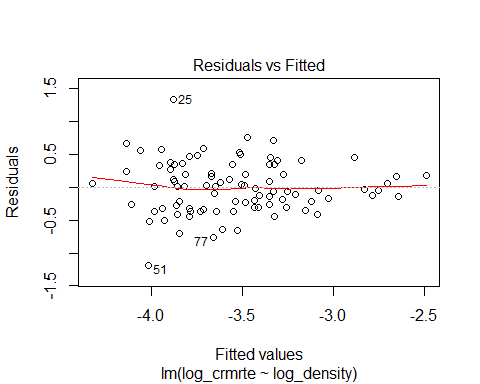 Residuals vs Fitted
Residuals
1.5
0.5
-0.5
-1.5
25
77
51
-4.0 -3.5 -3.0 -2.5
Fitted values
lm(log_crmrte ~ log_density)